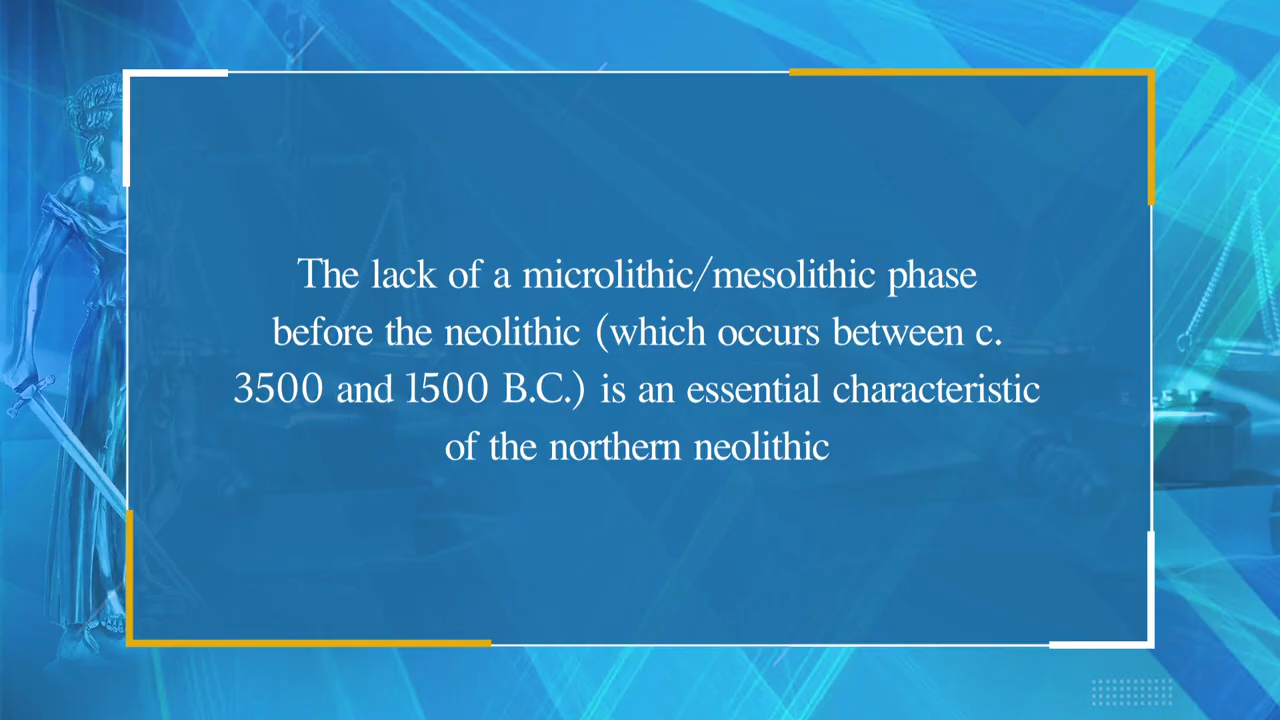 The lack of a microlithic/mesolithic phase
before the neolithic (which occurs between c.
3500 and 1500 B.C.) is an essential characteristic
of the northern neolithic